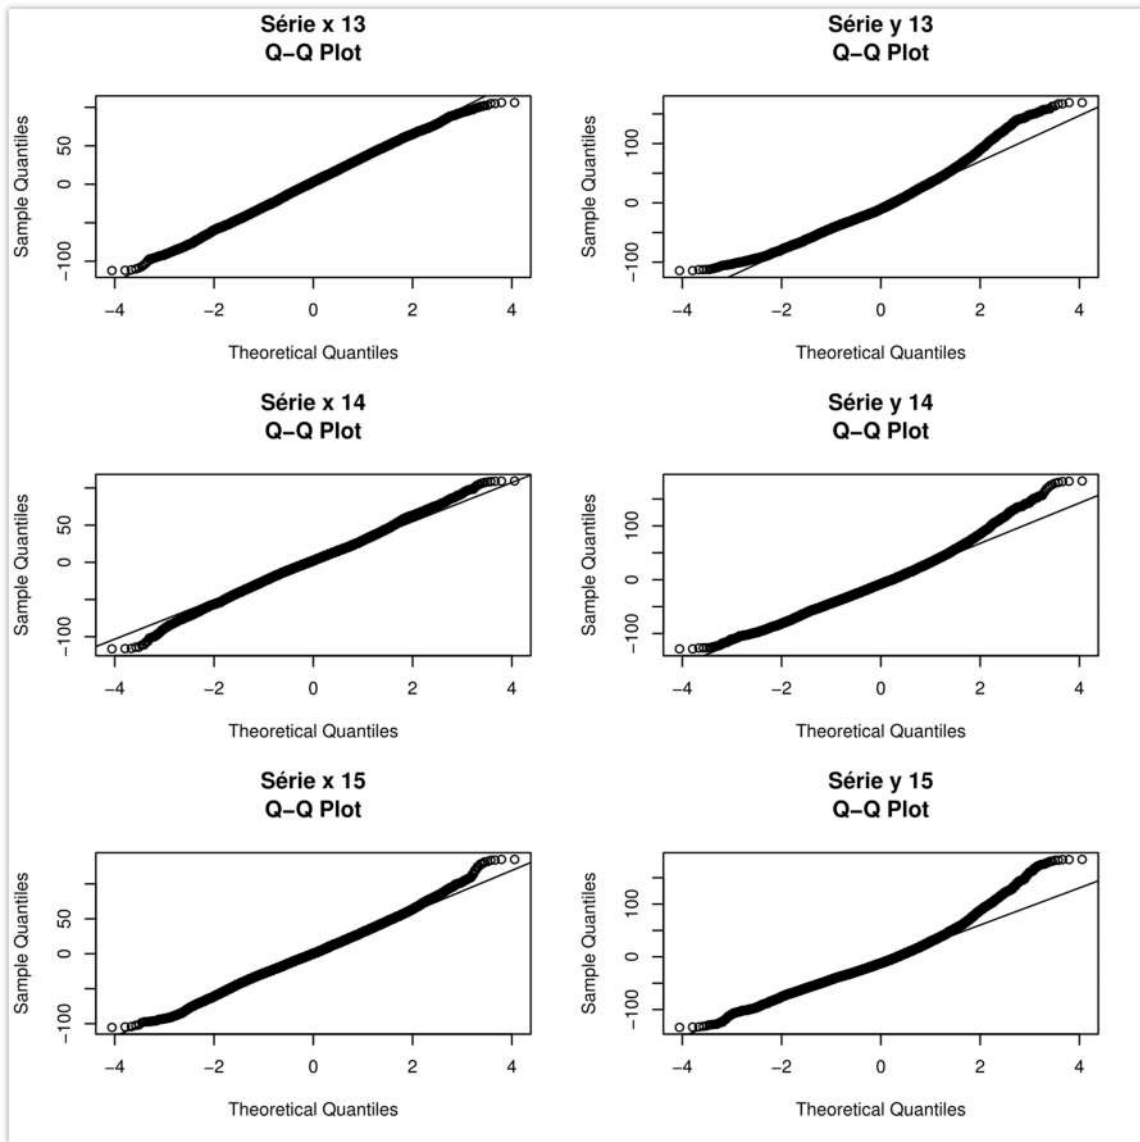 Série x 13
Q−Q Plot
Sample Quantiles
50
0
−100
−4
−2
0
2
4
Theoretical Quantiles
Série y 13
Q−Q Plot
Sample Quantiles
100
0
−100
−4
−2
0
2
4
Theoretical Quantiles
Série x 14
Q−Q Plot
Sample Quantiles
50
0
−100
−4
−2
0
2
4
Theoretical Quantiles
Série y 14
Q−Q Plot
Sample Quantiles
100
0
−100
−4
−2
0
2
4
Theoretical Quantiles
Série x 15
Q−Q Plot
Sample Quantiles
50
0
−100
−4
−2
0
2
4
Theoretical Quantiles
Série y 15
Q−Q Plot
Sample Quantiles
100
0
−100
−4
−2
0
2
4
Theoretical Quantiles